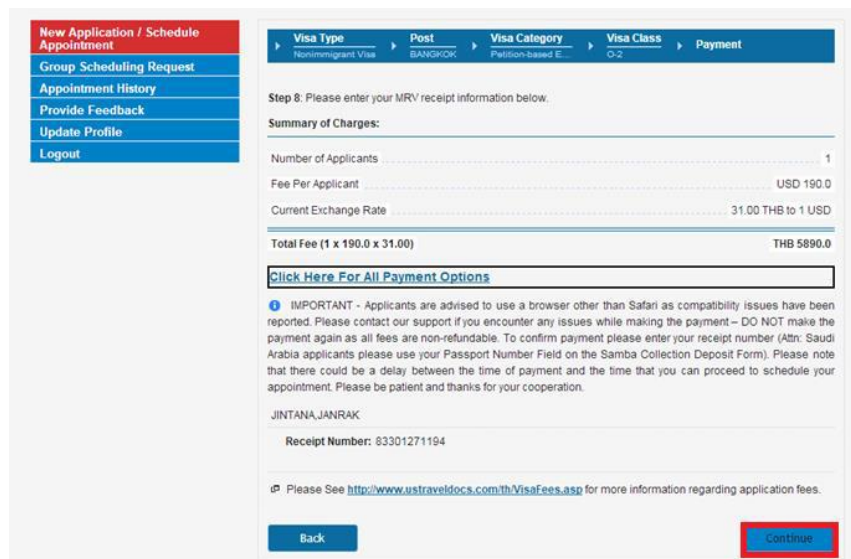 New Application / Schedule
Appointment
Group Scheduling Request
Appointment History
Provide Feedback
Update Profile
Logout
Visa Type
Nonimmigrant Visa
Post
BANGKOK
Visa Category
Petition-based E...
Visa Class
O-2
Payment
Step 8: Please enter your MRV receipt information below.
Summary of Charges:
Number of Applicants 1
Fee Per Applicant USD 190.0
Current Exchange Rate 31.00 THB to 1 USD
Total Fee (1 x 190.0 x 31.00) THB 5890.0
Click Here For All Payment Options
IMPORTANT - Applicants are advised to use a browser other than Safari as compatibility issues have been
reported. Please contact our support if you encounter any issues while making the payment – DO NOT make the
payment again as all fees are non-refundable. To confirm payment please enter your receipt number (Attn: Saudi
Arabia applicants please use your Passport Number Field on the Samba Collection Deposit Form). Please note
that there could be a delay between the time of payment and the time that you can proceed to schedule your
appointment. Please be patient and thanks for your cooperation.
JINTANA,JANRAK
Receipt Number: 83301271194
Please See http://www.ustraveldocs.com/th/VisaFees.asp for more information regarding application fees.
Back
Continue